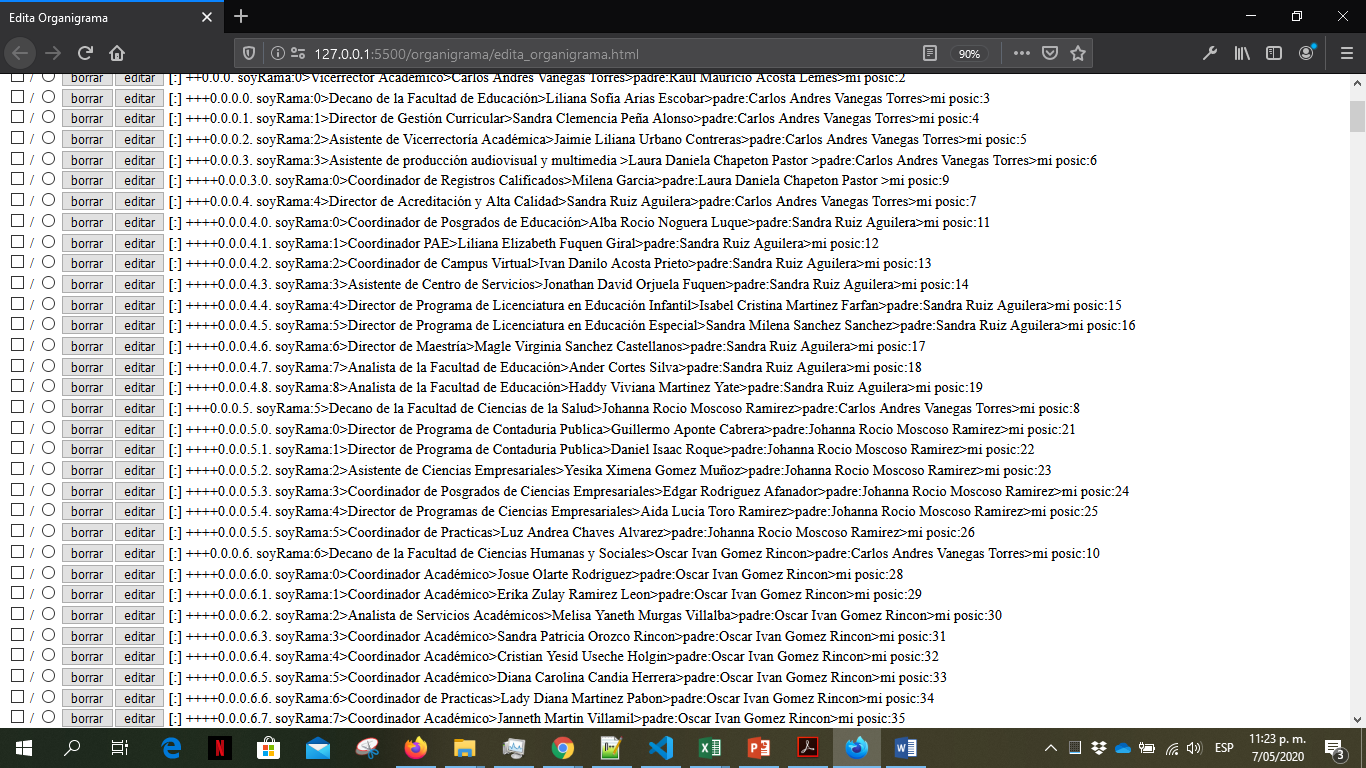 Edita Organigrama
127.0.0.1:5500/organigrama/edita_organigrama.html
90%
/ borrar editar [:] ++0.0.0. soyRama:0>Vicerrector Academico>Carlos Andres Vanegas Torres>padre:Raul Mauricio Acosta Lemes>mi posic:2
/ borrar editar [:] +++0.0.0.0. soyRama:0>Decano de la Facultad de Educación>Liliana Sofía Arias Escobar>padre:Carlos Andres Vanegas Torres>mi posic:3
/ borrar editar [:] +++0.0.0.1. soyRama:1>Director de Gestión Curricular>Sandra Clemencia Peña Alonso>padre:Carlos Andres Vanegas Torres>mi posic:4
/ borrar editar [:] +++0.0.0.2. soyRama:2>Asistente de Vicerrectoría Académica>Jaimie Liliana Urbano Contreras>padre:Carlos Andres Vanegas Torres>mi posic:5
/ borrar editar [:] +++0.0.0.3. soyRama:3>Asistente de producción audiovisual y multimedia >Laura Daniela Chapeton Pastor >padre:Carlos Andres Vanegas Torres>mi posic:6
/ borrar editar [:] ++++0.0.0.3.0. soyRama:0>Coordinador de Registros Calificados>Milena Garcia>padre:Laura Daniela Chapeton Pastor >mi posic:9
/ borrar editar [:] +++0.0.0.4. soyRama:4>Director de Acreditación y Alta Calidad>Sandra Ruiz Aguilera>padre:Carlos Andres Vanegas Torres>mi posic:7
/ borrar editar [:] ++++0.0.0.4.0. soyRama:0>Coordinador de Posgrados de Educación>Alba Rocio Noguera Luque>padre:Sandra Ruiz Aguilera>mi posic:11
/ borrar editar [:] ++++0.0.0.4.1. soyRama:1>Coordinador PAE>Liliana Elizabeth Fuquen Giral>padre:Sandra Ruiz Aguilera>mi posic:12
/ borrar editar [:] ++++0.0.0.4.2. soyRama:2>Coordinador de Campus Virtual>Ivan Danilo Acosta Prieto>padre:Sandra Ruiz Aguilera>mi posic:13
/ borrar editar [:] ++++0.0.0.4.3. soyRama:3>Asistente de Centro de Servicios>Jonathan David Orjuela Fuquen>padre:Sandra Ruiz Aguilera>mi posic:14
/ borrar editar [:] ++++0.0.0.4.4. soyRama:4>Director de Programa de Licenciatura en Educación Infantil>Isabel Cristina Martinez Farfan>padre:Sandra Ruiz Aguilera>mi posic:15
/ borrar editar [:] ++++0.0.0.4.5. soyRama:5>Director de Programa de Licenciatura en Educación Especial>Sandra Milena Sanchez Sanchez>padre:Sandra Ruiz Aguilera>mi posic:16
/ borrar editar [:] ++++0.0.0.4.6. soyRama:6>Director de Maestría>Magle Virginia Sanchez Castellanos>padre:Sandra Ruiz Aguilera>mi posic:17
/ borrar editar [:] ++++0.0.0.4.7. soyRama:7>Analista de la Facultad de Educación>Ander Cortes Silva>padre:Sandra Ruiz Aguilera>mi posic:18
/ borrar editar [:] ++++0.0.0.4.8. soyRama:8>Analista de la Facultad de Educación>Haddy Viviana Martinez Yate>padre:Sandra Ruiz Aguilera>mi posic:19
/ borrar editar [:] +++0.0.0.5. soyRama:5>Decano de la Facultad de Ciencias de la Salud>Johanna Rocio Moscoso Ramirez>padre:Carlos Andres Vanegas Torres>mi posic:8
/ borrar editar [:] ++++0.0.0.5.0. soyRama:0>Director de Programa de Contaduria Publica>Guillermo Aponte Cabrera>padre:Johanna Rocio Moscoso Ramirez>mi posic:21
/ borrar editar [:] ++++0.0.0.5.1. soyRama:1>Director de Programa de Contaduria Publica>Daniel Isaac Roque>padre:Johanna Rocio Moscoso Ramirez>mi posic:22
/ borrar editar [:] ++++0.0.0.5.2. soyRama:2>Asistente de Ciencias Empresariales>Yesika Ximena Gomez Muñoz>padre:Johanna Rocio Moscoso Ramirez>mi posic:23
/ borrar editar [:] ++++0.0.0.5.3. soyRama:3>Coordinador de Posgrados de Ciencias Empresariales>Edgar Rodriguez Afanador>padre:Johanna Rocio Moscoso Ramirez>mi posic:24
/ borrar editar [:] ++++0.0.0.5.4. soyRama:4>Director de Programas de Ciencias Empresariales>Aida Lucia Toro Ramirez>padre:Johanna Rocio Moscoso Ramirez>mi posic:25
/ borrar editar [:] ++++0.0.0.5.5. soyRama:5>Coordinador de Practicas>Luz Andrea Chaves Alvarez>padre:Johanna Rocio Moscoso Ramirez>mi posic:26
/ borrar editar [:] +++0.0.0.6. soyRama:6>Decano de la Facultad de Ciencias Humanas y Sociales>Oscar Ivan Gomez Rincon>padre:Carlos Andres Vanegas Torres>mi posic:10
/ borrar editar [:] ++++0.0.0.6.0. soyRama:0>Coordinador Académico>Josue Olarte Rodriguez>padre:Oscar Ivan Gomez Rincon>mi posic:28
/ borrar editar [:] ++++0.0.0.6.1. soyRama:1>Coordinador Académico>Erika Zulay Ramirez Leon>padre:Oscar Ivan Gomez Rincon>mi posic:29
/ borrar editar [:] ++++0.0.0.6.2. soyRama:2>Analista de Servicios Académicos>Melisa Yaneth Murgas Villalba>padre:Oscar Ivan Gomez Rincon>mi posic:30
/ borrar editar [:] ++++0.0.0.6.3. soyRama:3>Coordinador Académico>Sandra Patricia Orozco Rincon>padre:Oscar Ivan Gomez Rincon>mi posic:31
/ borrar editar [:] ++++0.0.0.6.4. soyRama:4>Coordinador Académico>Cristian Yesid Useche Holgin>padre:Oscar Ivan Gomez Rincon>mi posic:32
/ borrar editar [:] ++++0.0.0.6.5. soyRama:5>Coordinador Académico>Diana Carolina Candia Herrera>padre:Oscar Ivan Gomez Rincon>mi posic:33
/ borrar editar [:] ++++0.0.0.6.6. soyRama:6>Coordinador de Practicas>Lady Diana Martinez Pabon>padre:Oscar Ivan Gomez Rincon>mi posic:34
/ borrar editar [:] ++++0.0.0.6.7. soyRama:7>Coordinador Académico>Janneth Martin Villamil>padre:Oscar Ivan Gomez Rincon>mi posic:35
ESP
11:23 p. m.
7/05/2020
3